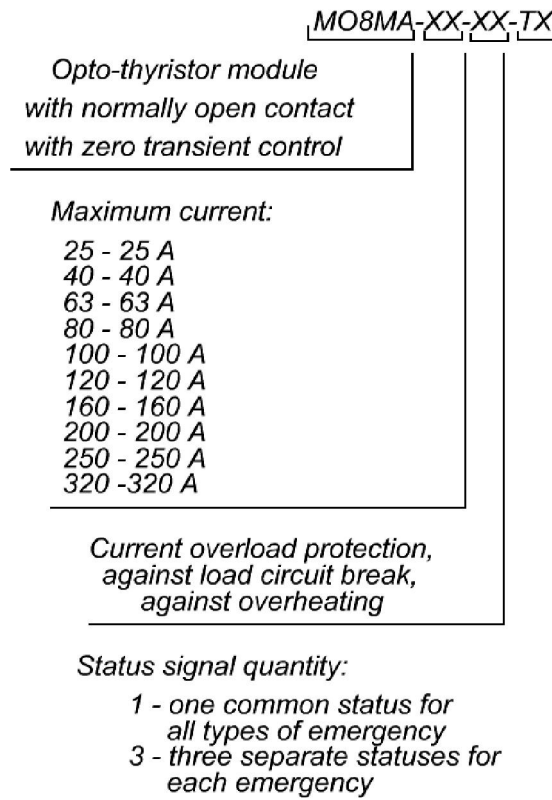 MO8MA-XX-XX-TX
Opto-thyristor module
with normally open contact
with zero transient control
Maximum current:
25 - 25 A
40 - 40 A
63 - 63 A
80 - 80 A
100 - 100 A
120 - 120 A
160 - 160 A
200 - 200 A
250 - 250 A
320 -320 A
Current overload protection,
against load circuit break,
against overheating
Status signal quantity:
1 - one common status for
all types of emergency
3 - three separate statuses for
each emergency